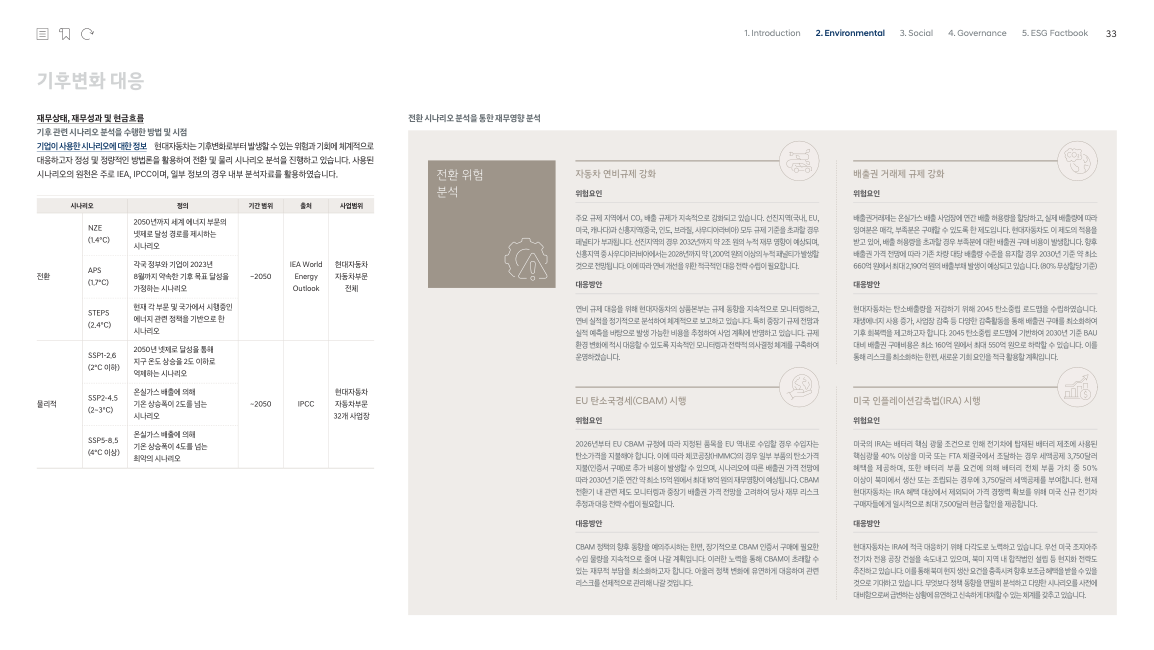 1. Introduction 2. Environmental 3. Social 4. Governance 5. ESG Factbook 33
기후변화 대응
재무상태, 재무성과 및 현금흐름
기후 관련 시나리오 분석을 수행한 방법 및 시점
기업이 사용한 시나리오에 대한 정보 현대자동차는 기후변화로부터 발생할 수 있는 위험과 기회에 체계적으로
대응하고자 정성 및 정량적인 방법론을 활용하여 전환 및 물리 시나리오 분석을 진행하고 있습니다. 사용된
시나리오의 원천은 주로 IEA, IPCC이며, 일부 정보의 경우 내부 분석자료를 활용하였습니다.
시나리오 정의 기간 범위 출처 사업범위
전환
NZE
(1.4°C)
2050년까지 세계 에너지 부문의
넷제로 달성 경로를 제시하는
시나리오
APS
(1.7°C)
각국 정부와 기업이 2023년
8월까지 약속한 기후 목표 달성을
가정하는 시나리오
STEPS
(2.4°C)
현재 각 부문 및 국가에서 시행중인
에너지 관련 정책을 기반으로 한
시나리오
~2050
IEA World
Energy
Outlook
현대자동차
자동차부문
전체
물리적
SSP1-2,6
(2°C 이하)
2050년 넷제로 달성을 통해
지구 온도 상승을 2도 이하로
억제하는 시나리오
SSP2-4,5
(2~3°C)
온실가스 배출에 의해
기온 상승폭이 2도를 넘는
시나리오
SSP5-8,5
(4°C 이상)
온실가스 배출에 의해
기온 상승폭이 4도를 넘는
최악의 시나리오
~2050
IPCC
현대자동차
자동차부문
32개 사업장
전환 시나리오 분석을 통한 재무영향 분석
전환 위험
분석
자동차 연비규제 강화
위험요인
주요 규제 지역에서 CO₂ 배출 규제가 지속적으로 강화되고 있습니다. 선진지역(국내, EU,
미국, 캐나다)과 신흥지역(중국, 인도, 브라질, 사우디아라비아) 모두 규제 기준을 초과할 경우
페널티가 부과됩니다. 선진지역의 경우 2032년까지 약 2조 원의 누적 재무 영향이 예상되며,
신흥지역 중 사우디아라비아에서는 2028년까지 약 1,200억 원의 이상의 누적 페널티가 발생할
것으로 전망됩니다. 이에 따라 연비 개선을 위한 적극적인 대응 전략 수립이 필요합니다.
대응방안
연비 규제 대응을 위해 현대자동차의 상품본부는 규제 동향을 지속적으로 모니터링하고,
연비 실적을 정기적으로 분석하여 체계적으로 보고하고 있습니다. 특히 중장기 규제 전망과
실적 예측을 바탕으로 발생 가능한 비용을 추정하여 사업 계획에 반영하고 있습니다. 규제
환경 변화에 적시 대응할 수 있도록 지속적인 모니터링과 전략적 의사결정 체계를 구축하여
운영하겠습니다.
배출권 거래제 규제 강화
위험요인
배출권거래제는 온실가스 배출 사업장에 연간 배출 허용량을 할당하고, 실제 배출량에 따라
잉여분은 매각, 부족분은 구매할 수 있도록 한 제도입니다. 현대자동차도 이 제도의 적용을
받고 있어, 배출 허용량을 초과할 경우 부족분에 대한 배출권 구매 비용이 발생합니다. 향후
배출권 가격 전망에 따라 기준 차량 대당 배출량 수준을 유지할 경우 2030년 기준 약 최소
660억 원에서 최대 2,190억 원의 배출부채 발생이 예상되고 있습니다. (80% 무상할당 기준)
대응방안
현대자동차는 탄소배출량을 저감하기 위해 2045 탄소중립 로드맵을 수립하였습니다.
재생에너지 사용 증가, 사업장 감축 등 다양한 감축활동을 통해 배출권 구매를 최소화하여
기후 회복력을 제고하고자 합니다. 2045 탄소중립 로드맵에 기반하여 2030년 기준 BAU
대비 배출권 구매비용은 최소 160억 원에서 최대 550억 원으로 하락할 수 있습니다. 이를
통해 리스크를 최소화하는 한편, 새로운 기회 요인을 적극 활용할 계획입니다.
EU 탄소국경세(CBAM) 시행
위험요인
2026년부터 EU CBAM 규정에 따라 지정된 품목을 EU 역내로 수입할 경우 수입자는
탄소가격을 지불해야 합니다. 이에 따라 체코공장(HMMC)의 경우 일부 부품의 탄소가격
지불(인증서 구매)로 추가 비용이 발생할 수 있으며, 시나리오에 따른 배출권 가격 전망에
따라 2030년 기준 연간 약 최소 15억 원에서 최대 18억 원의 재무영향이 예상됩니다. CBAM
전환기 내 관련 제도 모니터링과 중장기 배출권 가격 전망을 고려하여 당사 재무 리스크
추정과 대응 전략 수립이 필요합니다.
대응방안
CBAM 정책의 향후 동향을 예의주시하는 한편, 장기적으로 CBAM 인증서 구매에 필요한
수입 물량을 지속적으로 줄여 나갈 계획입니다. 이러한 노력을 통해 CBAM이 초래할 수
있는 재무적 부담을 최소화하고자 합니다. 아울러 정책 변화에 유연하게 대응하며 관련
리스크를 선제적으로 관리해 나갈 것입니다.
미국 인플레이션감축법(IRA) 시행
위험요인
미국의 IRA는 배터리 핵심 광물 조건으로 인해 전기차에 탑재된 배터리 제조에 사용된
핵심광물 40% 이상을 미국 또는 FTA 체결국에서 조달하는 경우 세액공제 3,750달러
혜택을 제공하며, 또한 배터리 부품 요건에 의해 배터리 전체 부품 가치 중 50%
이상이 북미에서 생산 또는 조립되는 경우에 3,750달러 세액공제를 부여합니다. 현재
현대자동차는 IRA 혜택 대상에서 제외되어 가격 경쟁력 확보를 위해 미국 신규 전기차
구매자들에게 일시적으로 최대 7,500달러 현금 할인을 제공합니다.
대응방안
현대자동차는 IRA에 적극 대응하기 위해 다각도로 노력하고 있습니다. 우선 미국 조지아주
전기차 전용 공장 건설을 속도내고 있으며, 북미 지역 내 합작법인 설립 등 현지화 전략도
추진하고 있습니다. 이를 통해 북미 현지 생산 요건을 충족시켜 향후 보조금 혜택을 받을 수 있을
것으로 기대하고 있습니다. 무엇보다 정책 동향을 면밀히 분석하고 다양한 시나리오를 사전에
대비함으로써 급변하는 상황에 유연하고 신속하게 대처할 수 있는 체계를 갖추고 있습니다.